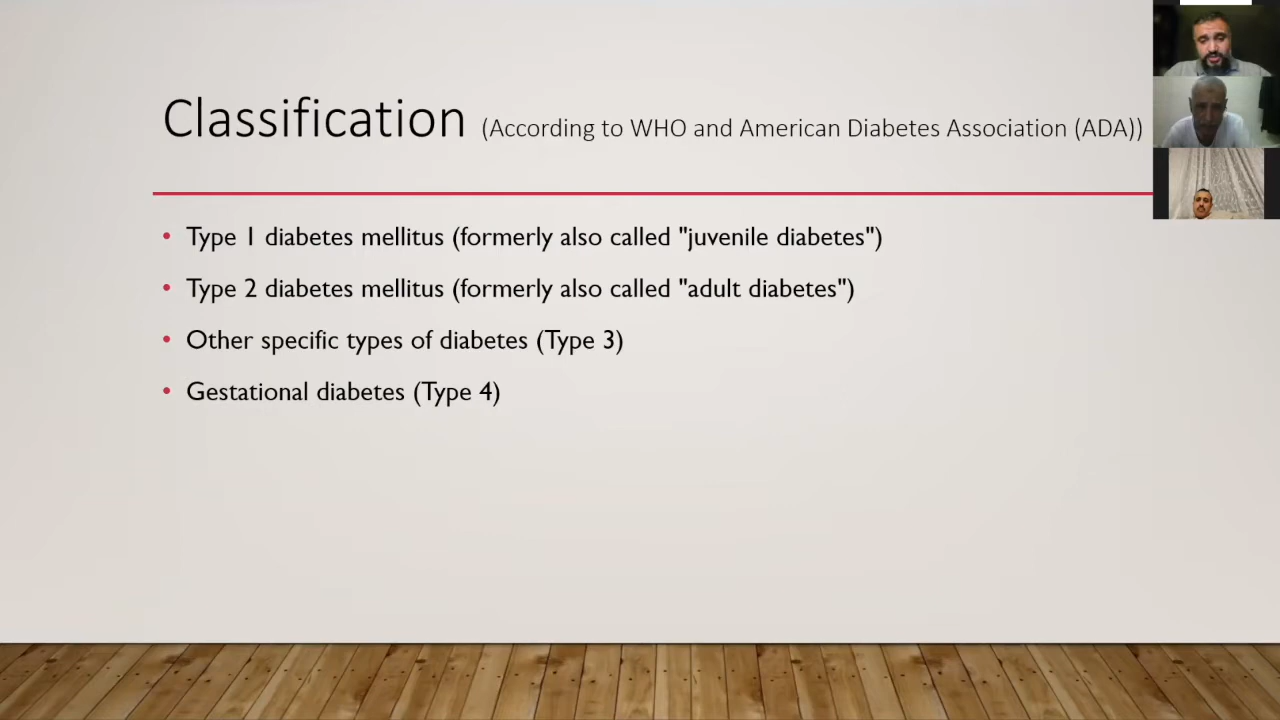 Classification (According to WHO and American Diabetes Association (ADA))
• Type 1 diabetes mellitus (formerly also called "juvenile diabetes")
• Type 2 diabetes mellitus (formerly also called "adult diabetes")
• Other specific types of diabetes (Type 3)
• Gestational diabetes (Type 4)